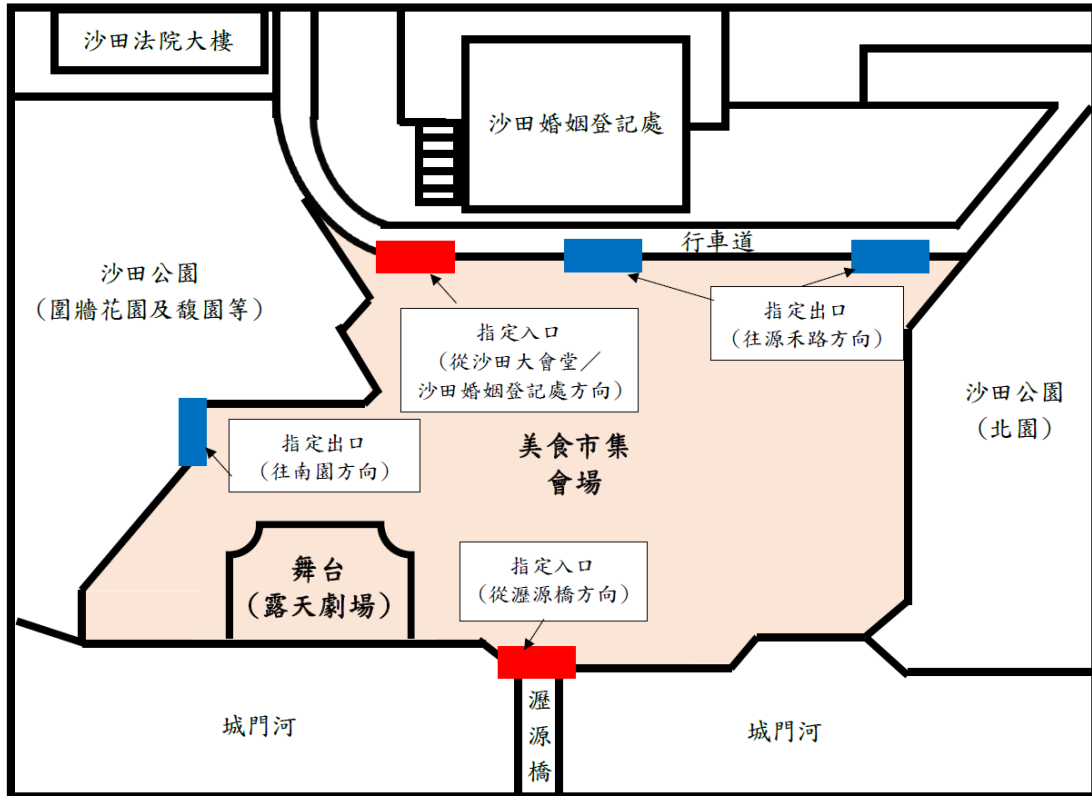 沙田法院大樓
沙田婚姻登記處
行車道
沙田公園
（圍牆花園及馥園等）
指定入口
（從沙田大會堂／
沙田婚姻登記處方向）
指定出口
（往源禾路方向）
沙田公園
（北園）
指定出口
（往南園方向）
美食市集
會場
舞台
（露天劇場）
指定入口
（從瀝源橋方向）
城門河
瀝
源
橋
城門河